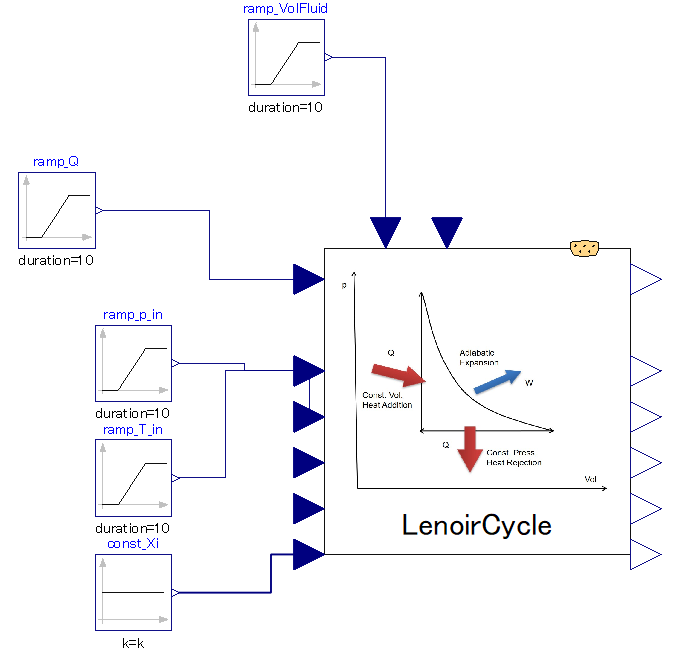 ramp_VolFluid
duration=10
ramp_Q
duration=10
ramp_p_in
duration=10
ramp_T_in
duration=10
const_Xi
k=k
p
Q
Adiabatic
Expansion
W
Const. Vol.
Heat Addition
Q
Const. Press
Heat Rejection
Vol
LenoirCycle